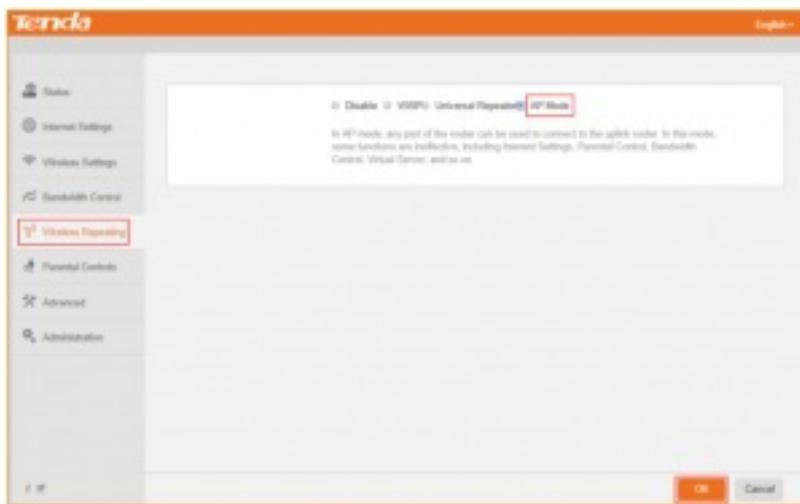 Tenda
English
Status
Internet Settings
Wireless Settings
Bandwidth Control
Wireless Repeating
Parental Controls
Advanced
Administration
Disable WISP Universal Repeater AP Mode
In AP mode, any port of the router can be used to connect to the uplink router. In this mode,
some functions are ineffective, including Internet Settings, Parental Control, Bandwidth
Control, Virtual Server, and so on.
OK Cancel